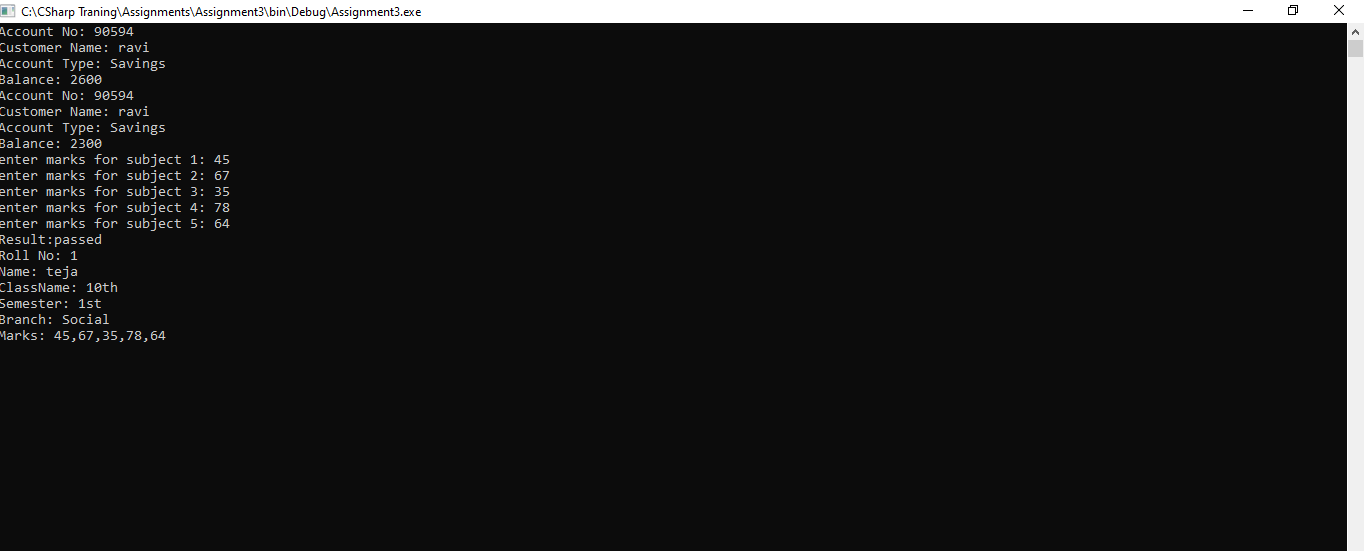 C:\CSharp Traning\Assignments\Assignment3\bin\Debug\Assignment3.exe
Account No: 90594
Customer Name: ravi
Account Type: Savings
Balance: 2600
Account No: 90594
Customer Name: ravi
Account Type: Savings
Balance: 2300
enter marks for subject 1: 45
enter marks for subject 2: 67
enter marks for subject 3: 35
enter marks for subject 4: 78
enter marks for subject 5: 64
Result:passed
Roll No: 1
Name: teja
ClassName: 10th
Semester: 1st
Branch: Social
Marks: 45,67,35,78,64